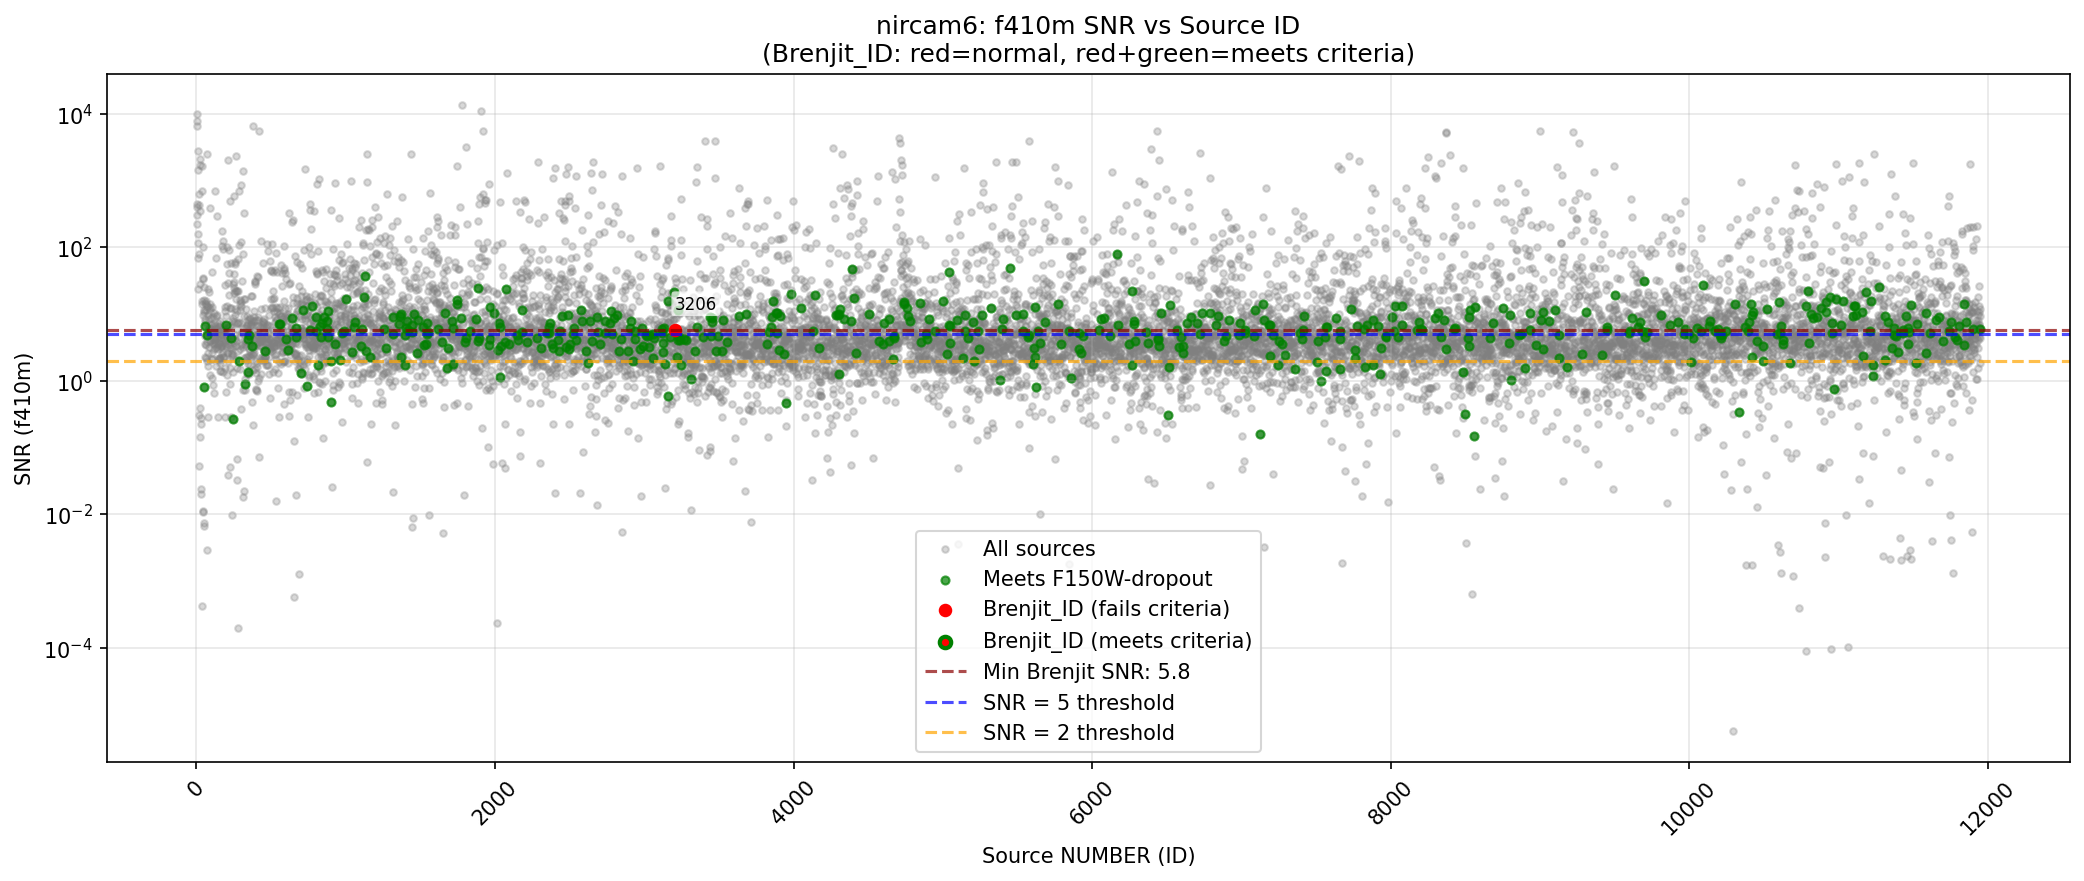 nircam6: f410m SNR vs Source ID
(Brenjit_ID: red=normal, red+green=meets criteria)
SNR (f410m)
10^4
10^2
10^0
10^−2
10^−4
3206
All sources
Meets F150W-dropout
Brenjit_ID (fails criteria)
Brenjit_ID (meets criteria)
Min Brenjit SNR: 5.8
SNR = 5 threshold
SNR = 2 threshold
0
2000
4000
6000
8000
10000
12000
Source NUMBER (ID)